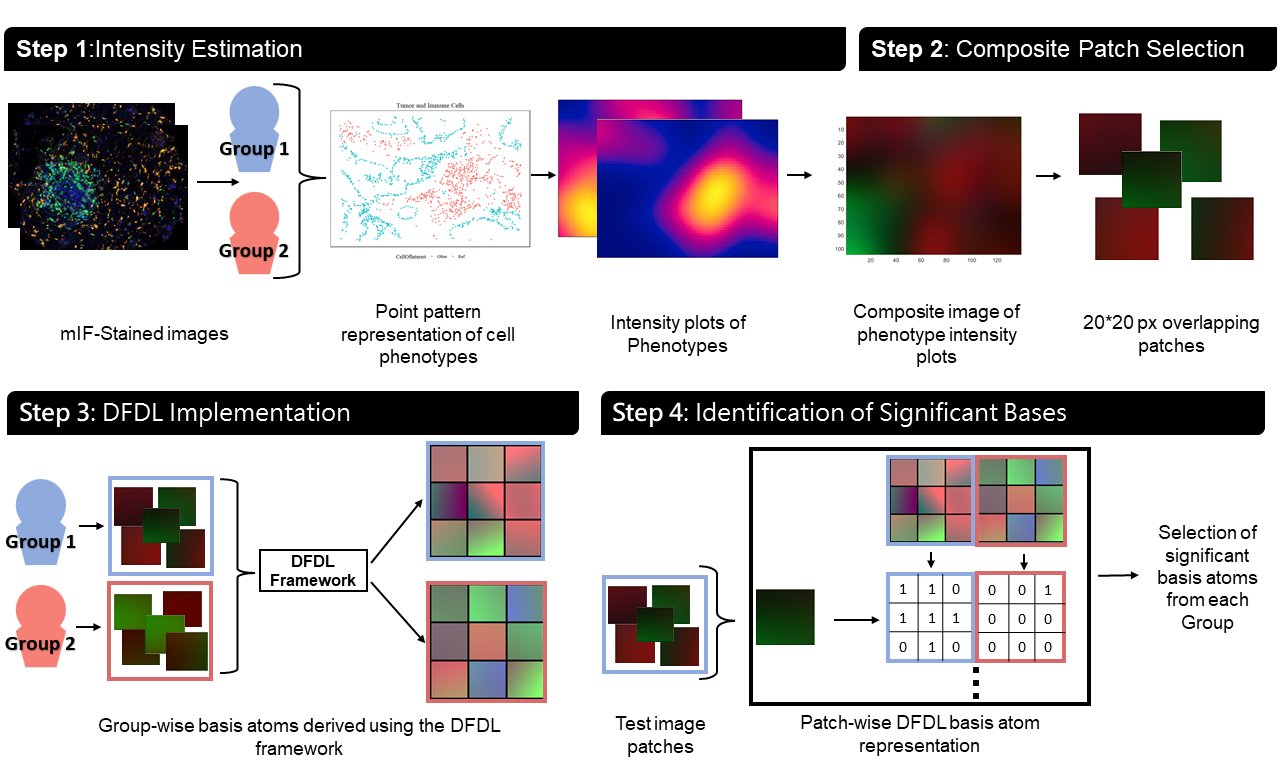 Step 1:Intensity Estimation
Step 2: Composite Patch Selection
Group 1
Group 2
Tumor and Immune Cells
CellOfInterest Other Ref
10
20
30
40
50
60
70
80
90
100
20 40 60 80 100 120
mIF-Stained images
Point pattern
representation of cell
phenotypes
Intensity plots of
Phenotypes
Composite image of
phenotype intensity
plots
20*20 px overlapping
patches
Step 3: DFDL Implementation
Step 4: Identification of Significant Bases
Group 1
Group 2
DFDL
Framework
Group-wise basis atoms derived using the DFDL
framework
Test image
patches
1 1 0 0 0 1
1 1 1 0 0 0
0 1 0 0 0 0
Patch-wise DFDL basis atom
representation
Selection of
significant
basis atoms
from each
Group